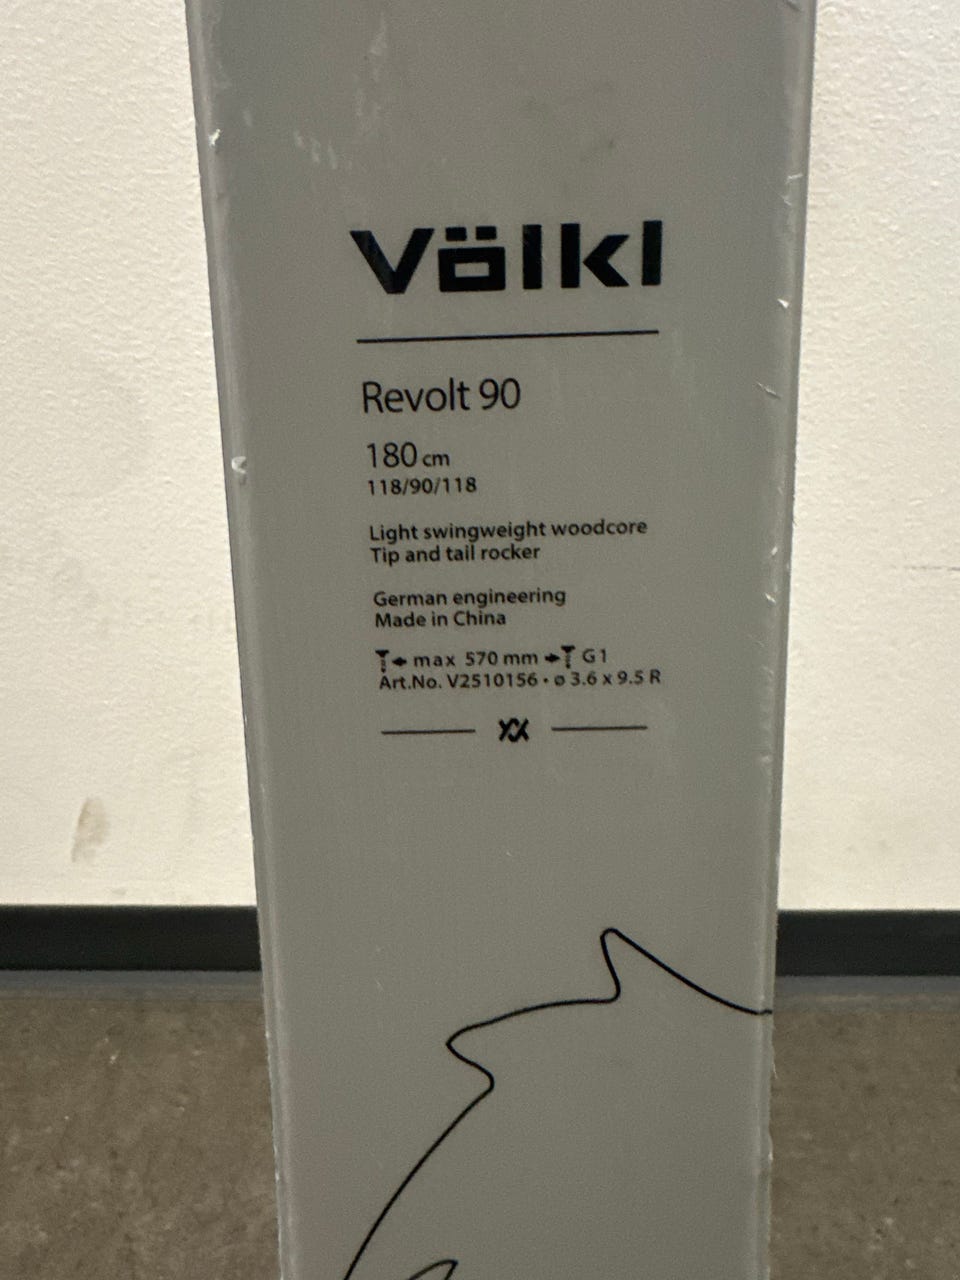 Völkl
Revolt 90
180 cm
118/90/118
Light swingweight woodcore
Tip and tail rocker
German engineering
Made in China
max 570 mm G1
Art.No. V2510156 • ø 3.6 x 9.5 R